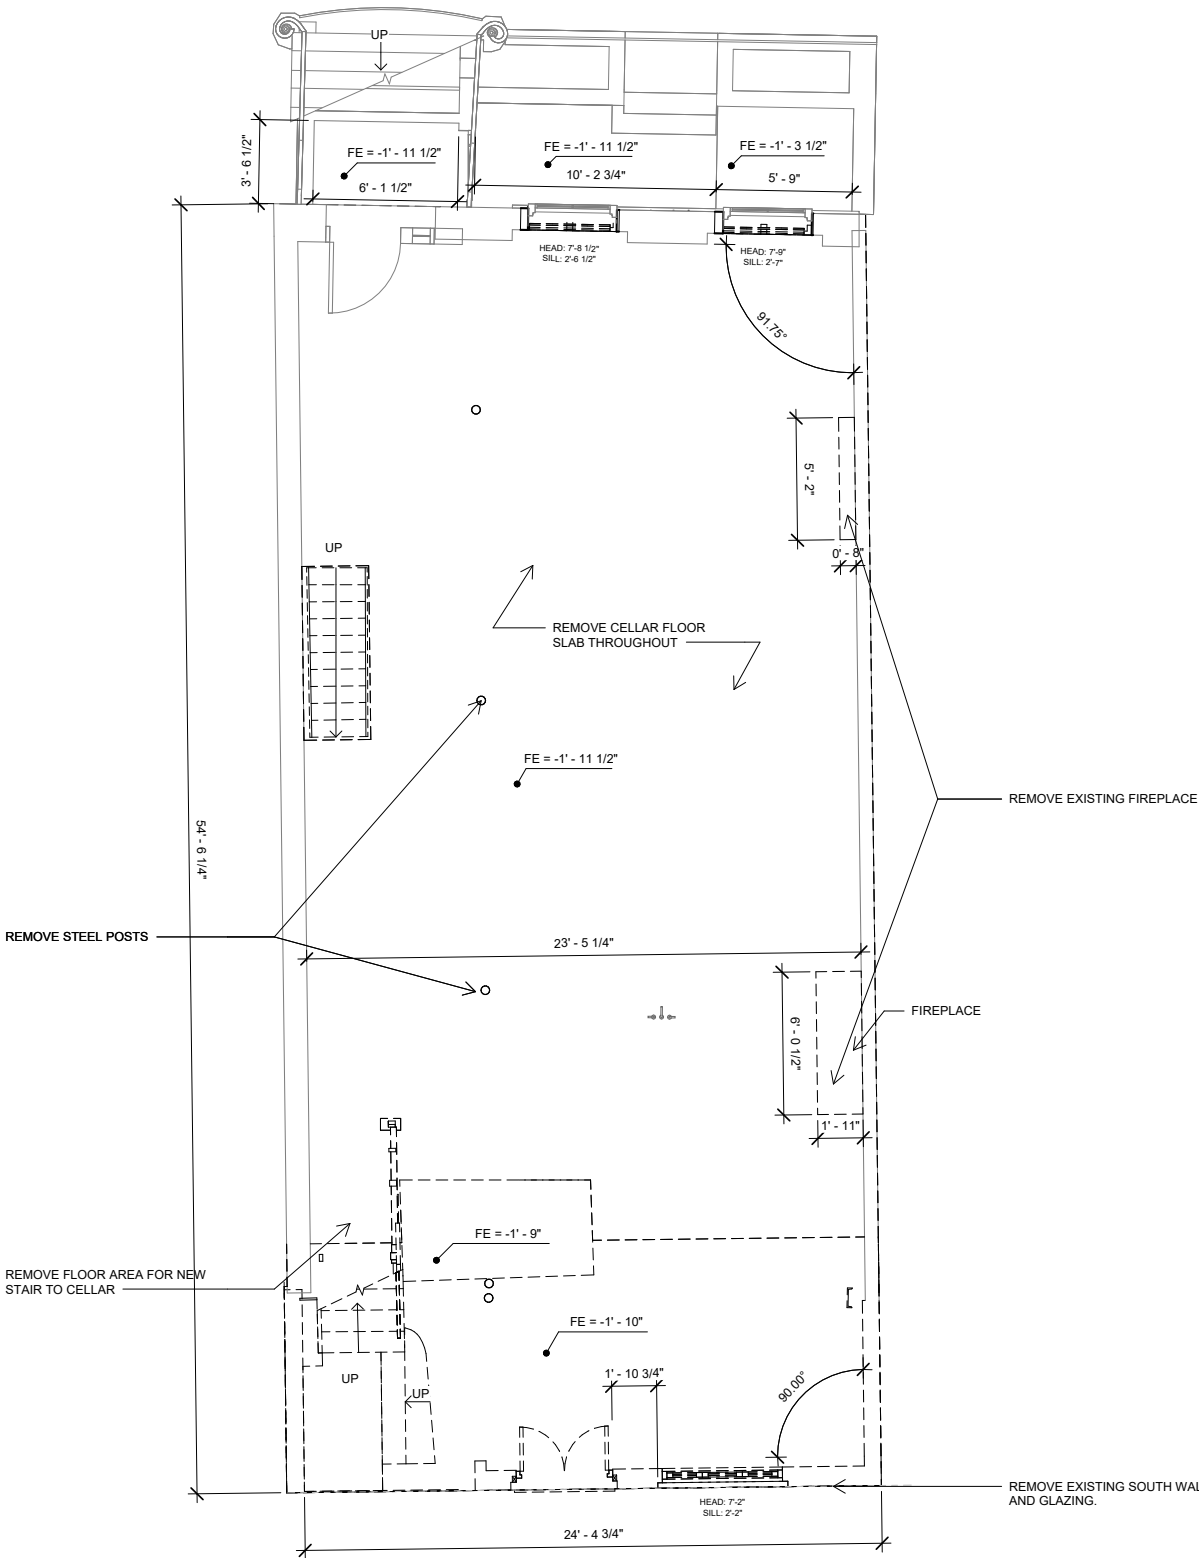 UP
3' - 6 1/2"
FE = -1' - 11 1/2"
6' - 1 1/2"
FE = -1' - 11 1/2"
10' - 2 3/4"
FE = -1' - 3 1/2"
5' - 9"
HEAD: 7'-8 1/2"
SILL: 2'-6 1/2"
HEAD: 7'-9"
SILL: 2'-7"
91.75°
5' - 2"
0' - 8"
UP
REMOVE CELLAR FLOOR
SLAB THROUGHOUT
FE = -1' - 11 1/2"
REMOVE EXISTING FIREPLACE
54' - 6 1/4"
REMOVE STEEL POSTS
23' - 5 1/4"
FIREPLACE
6' - 0 1/2"
1' - 11"
FE = -1' - 9"
REMOVE FLOOR AREA FOR NEW
STAIR TO CELLAR
FE = -1' - 10"
1' - 10 3/4"
UP
UP
90.00°
REMOVE EXISTING SOUTH WAL
AND GLAZING.
HEAD: 7'-2"
SILL: 2'-2"
24' - 4 3/4"